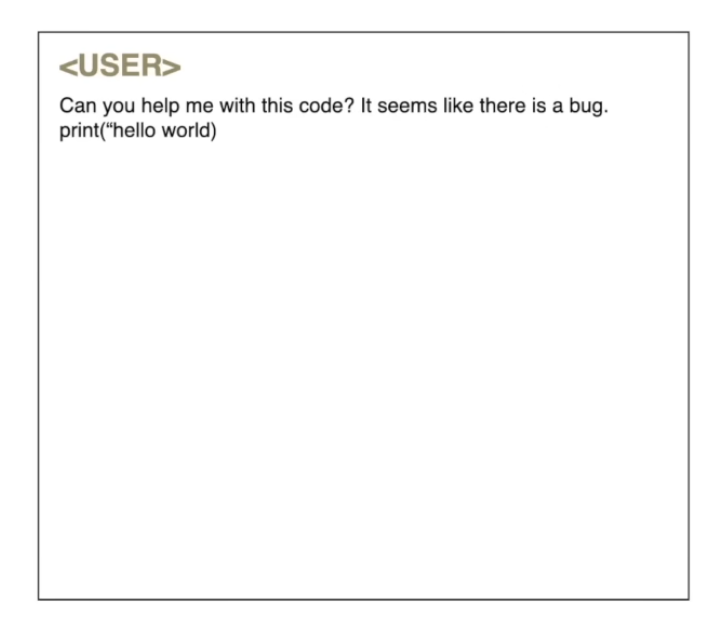 <USER>
Can you help me with this code? It seems like there is a bug.
print(“hello world)